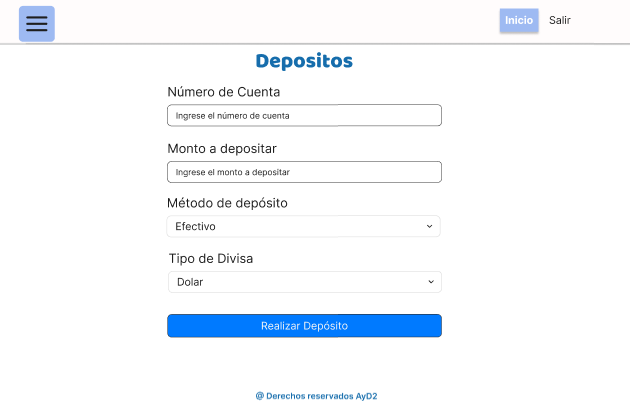 Inicio Salir
Depositos
Número de Cuenta
Ingrese el número de cuenta
Monto a depositar
Ingrese el monto a depositar
Método de depósito
Efectivo
Tipo de Divisa
Dolar
Realizar Depósito
@ Derechos reservados AyD2